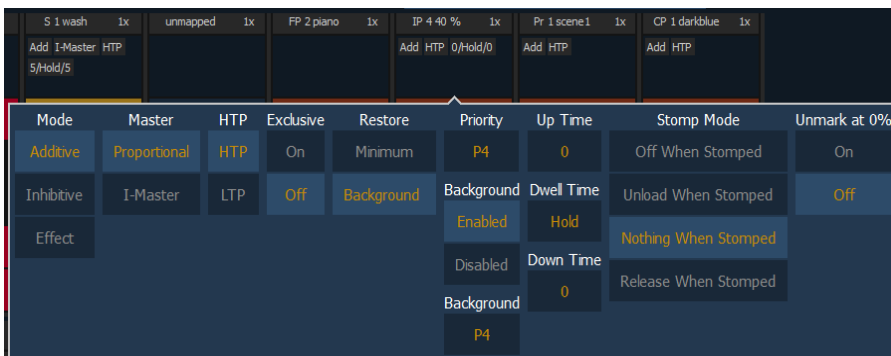 S 1 wash 1x unmapped 1x FP 2 piano 1x IP 4 40 % 1x Pr 1 scene1 1x CP 1 darkblue 1x
Add I-Master HTP Add HTP 0/Hold/0 Add HTP Add HTP
5/Hold/5
Mode Master HTP Exclusive Restore Priority Up Time Stomp Mode Unmark at 0%
Additive Proportional HTP On Minimum P4 0 Off When Stomped On
Inhibitive I-Master LTP Off Background Background Dwell Time Unload When Stomped Off
Enabled Hold
Effect Nothing When Stomped
Disabled Down Time
0 Release When Stomped
Background
P4